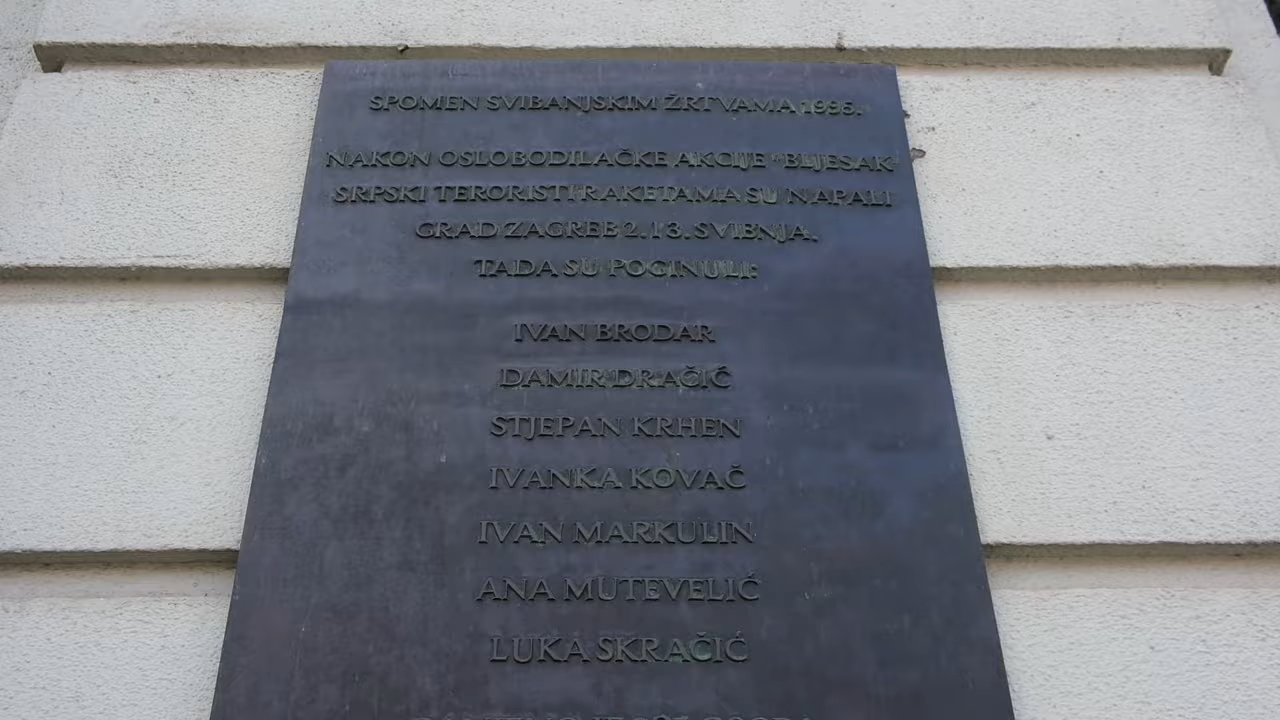 SPOMEN SVIBANJSKIM ŽRTVAMA 1995.
NAKON OSLOBODILAČKE AKCIJE "BLJESAK"
SRPSKI TERORISTI RAKETAMA SU NAPALI
GRAD ZAGREB 2. I 3. SVIBNJA.
TADA SU POGINULI:
IVAN BRODAR
DAMIR DRAČIĆ
STJEPAN KRHEN
IVANKA KOVAČ
IVAN MARKULIN
ANA MUTEVELIĆ
LUKA SKRAČIĆ